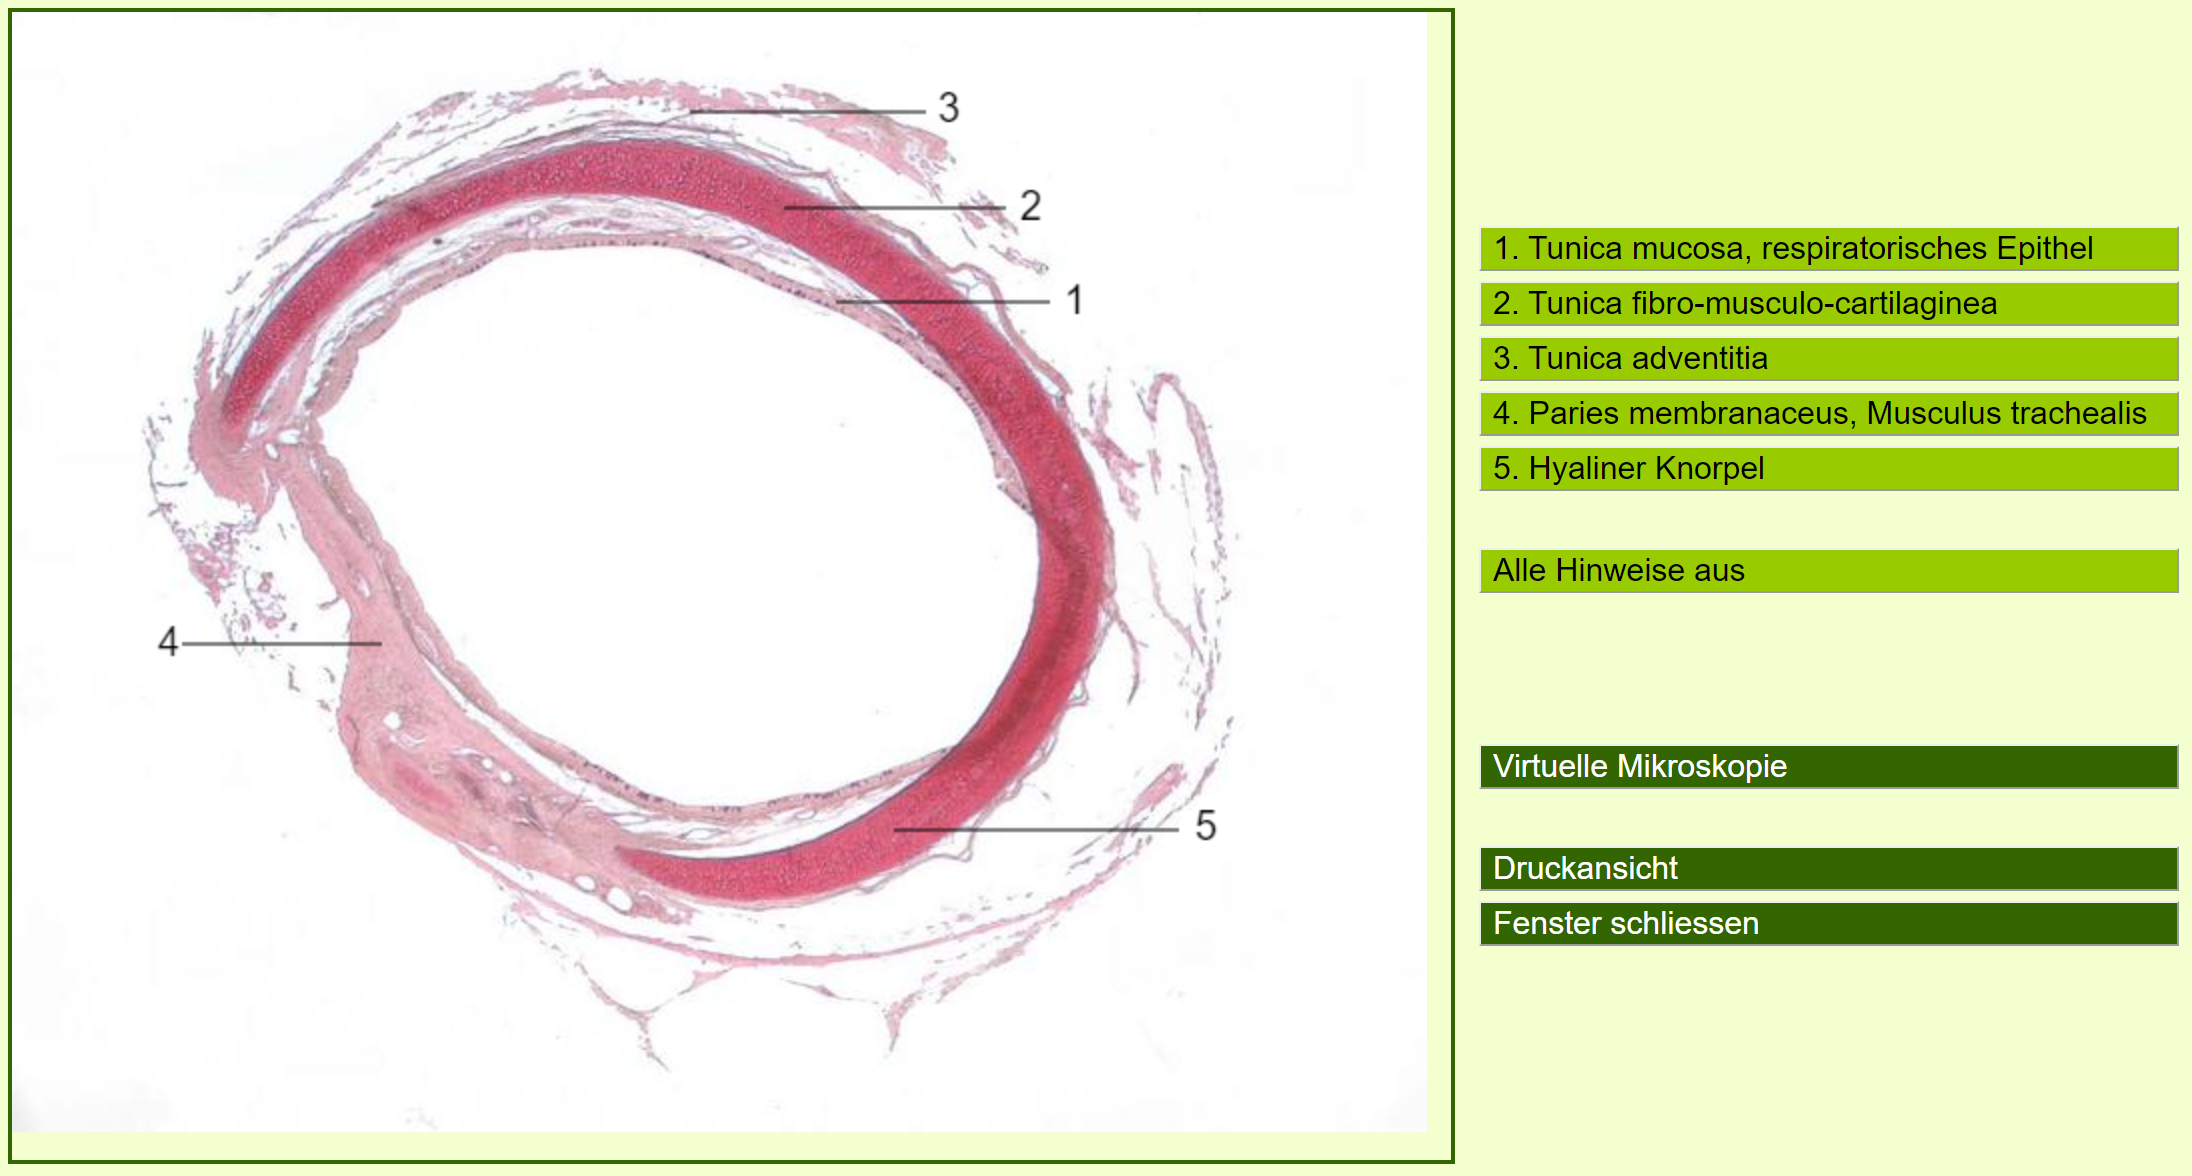 3
2
1
4
5
1. Tunica mucosa, respiratorisches Epithel
2. Tunica fibro-musculo-cartilaginea
3. Tunica adventitia
4. Paries membranaceus, Musculus trachealis
5. Hyaliner Knorpel
Alle Hinweise aus
Virtuelle Mikroskopie
Druckansicht
Fenster schliessen